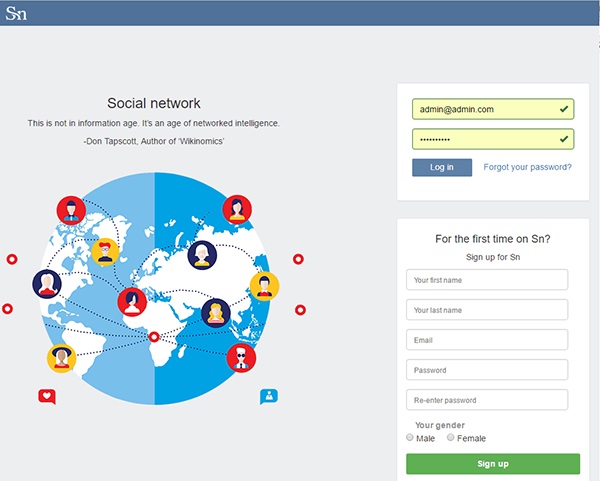 Sn
Social network
This is not in information age. It's an age of networked intelligence.
-Don Tapscott, Author of 'Wikinomics'
admin@admin.com
••••••••••
Log in
Forgot your password?
For the first time on Sn?
Sign up for Sn
Your first name
Your last name
Email
Password
Re-enter password
Your gender
Male
Female
Sign up